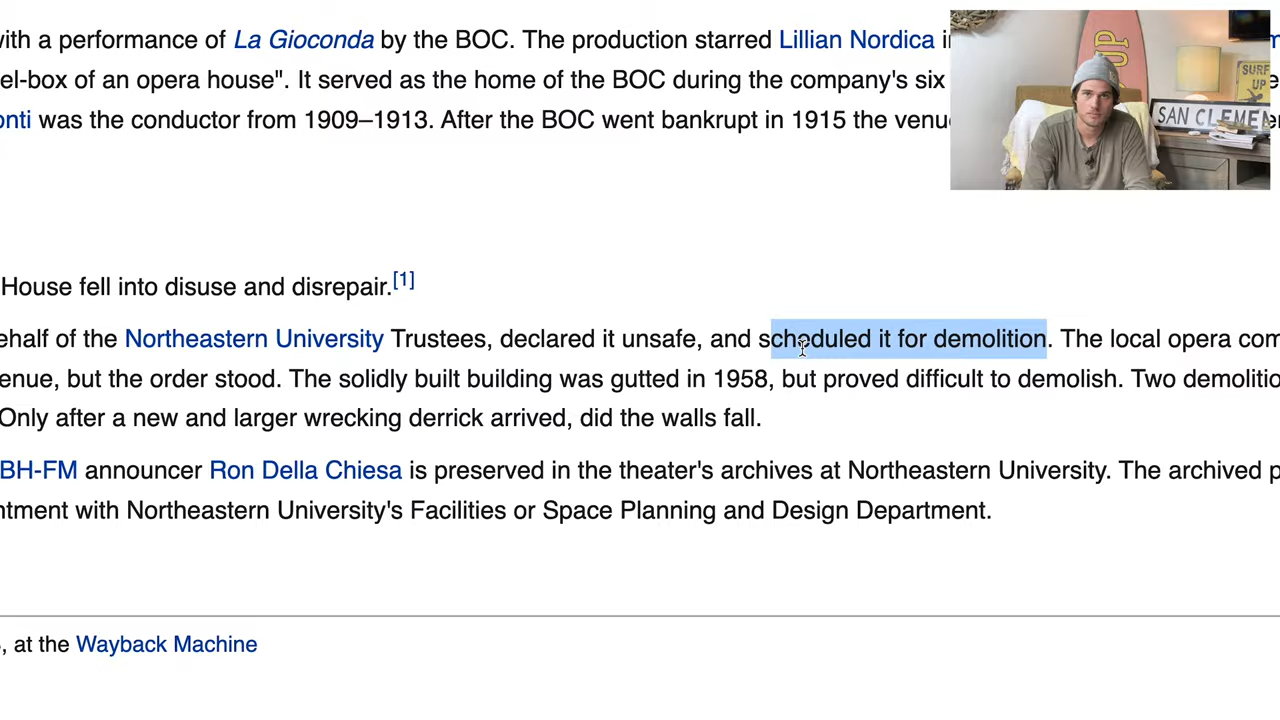 with a performance of La Gioconda by the BOC. The production starred Lillian Nordica
el-box of an opera house". It served as the home of the BOC during the company's six
onti was the conductor from 1909–1913. After the BOC went bankrupt in 1915 the
UP
SURF
UP
SAN CLEMEN
House fell into disuse and disrepair.[1]
ehalf of the Northeastern University Trustees, declared it unsafe, and scheduled it for demolition. The local opera com
enue, but the order stood. The solidly built building was gutted in 1958, but proved difficult to demolish. Two demolitio
Only after a new and larger wrecking derrick arrived, did the walls fall.
BH-FM announcer Ron Della Chiesa is preserved in the theater's archives at Northeastern University. The archived p
ntment with Northeastern University's Facilities or Space Planning and Design Department.
, at the Wayback Machine